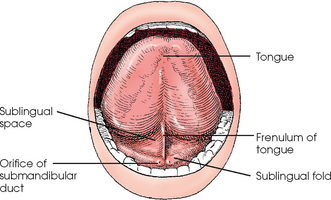 Tongue
Sublingual
space
Frenulum of
tongue
Orifice of
submandibular
duct
Sublingual fold